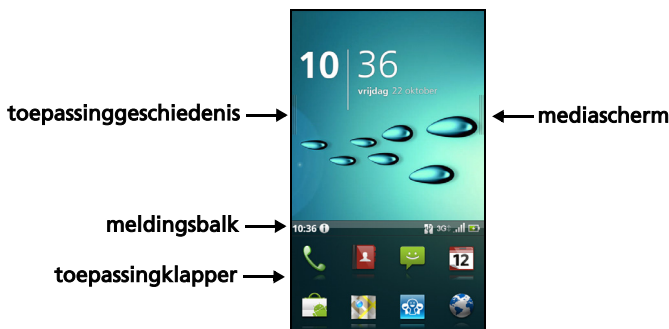 10 36
vrijdag 22 oktober
toepassinggeschiedenis
mediascherm
meldingsbalk
10:36 3G
toepassingklapper
12